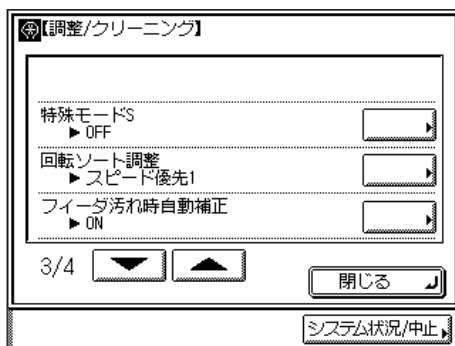 【調整/クリーニング】
特殊モードS
▶ OFF
回転ソート調整
▶ スピード優先1
フィーダ汚れ時自動補正
▶ ON
3/4
閉じる
システム状況/中止